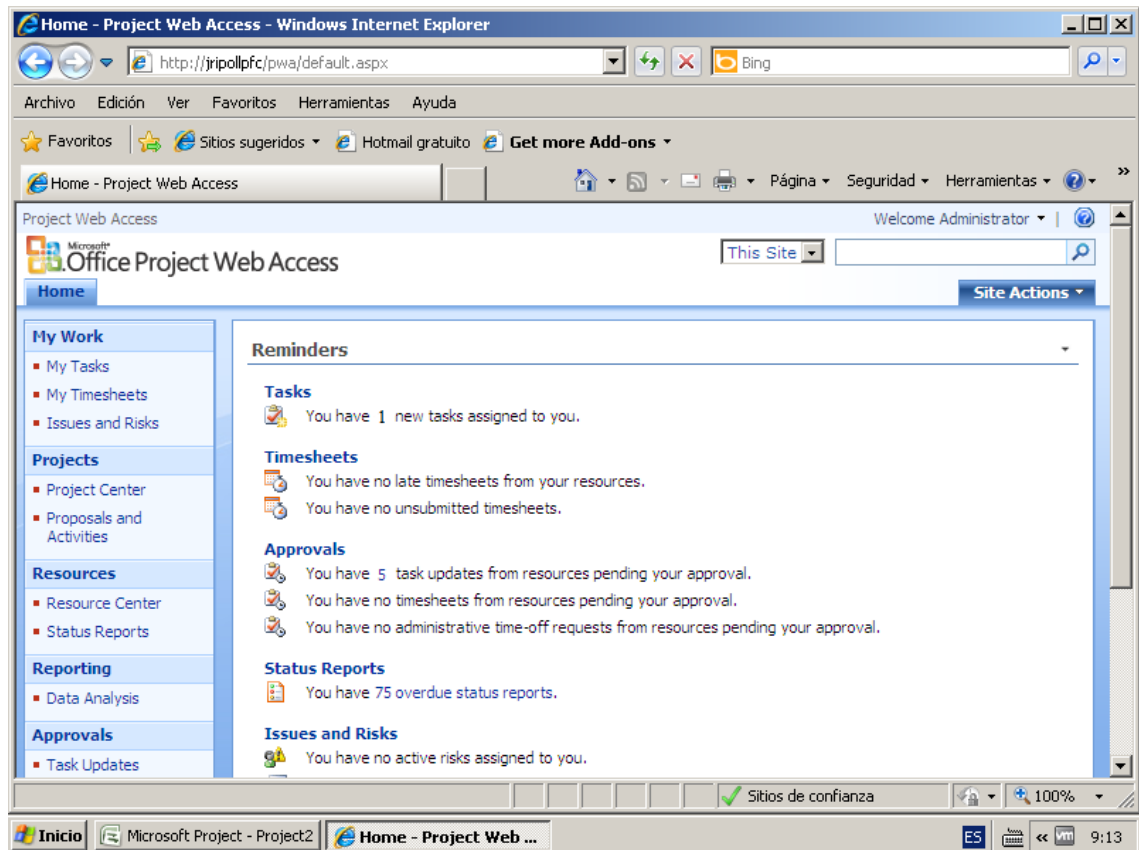 Home - Project Web Access - Windows Internet Explorer
http://jripollpfc/pwa/default.aspx
Bing
Archivo Edición Ver Favoritos Herramientas Ayuda
Favoritos Sitios sugeridos Hotmail gratuito Get more Add-ons
Home - Project Web Access Página Seguridad Herramientas »
Project Web Access Welcome Administrator |
Microsoft Office Project Web Access This Site
Home Site Actions
My Work
My Tasks
My Timesheets
Issues and Risks
Projects
Project Center
Proposals and
Activities
Resources
Resource Center
Status Reports
Reporting
Data Analysis
Approvals
Task Updates
Reminders
Tasks
You have 1 new tasks assigned to you.
Timesheets
You have no late timesheets from your resources.
You have no unsubmitted timesheets.
Approvals
You have 5 task updates from resources pending your approval.
You have no timesheets from resources pending your approval.
You have no administrative time-off requests from resources pending your approval.
Status Reports
You have 75 overdue status reports.
Issues and Risks
You have no active risks assigned to you.
Sitios de confianza 100%
Inicio Microsoft Project - Project2 Home - Project Web ... ES « vm 9:13